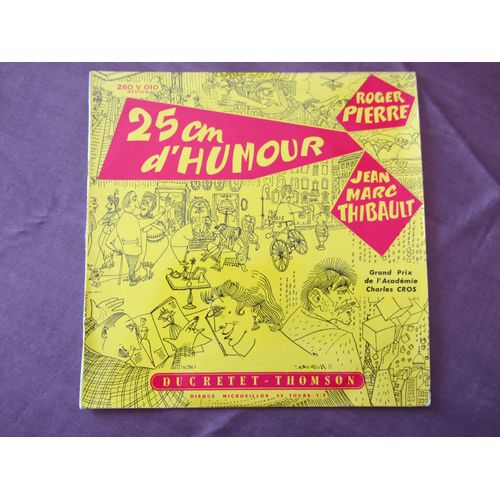 260 V 010
MEDIUM
25 cm
d'HUMOUR
ROGER
PIERRE
JEAN
MARC
THIBAULT
Grand Prix
de l'Académie
Charles CROS
DUCRETET-THOMSON
DISQUE MICROSILLON 33 TOURS 1/3